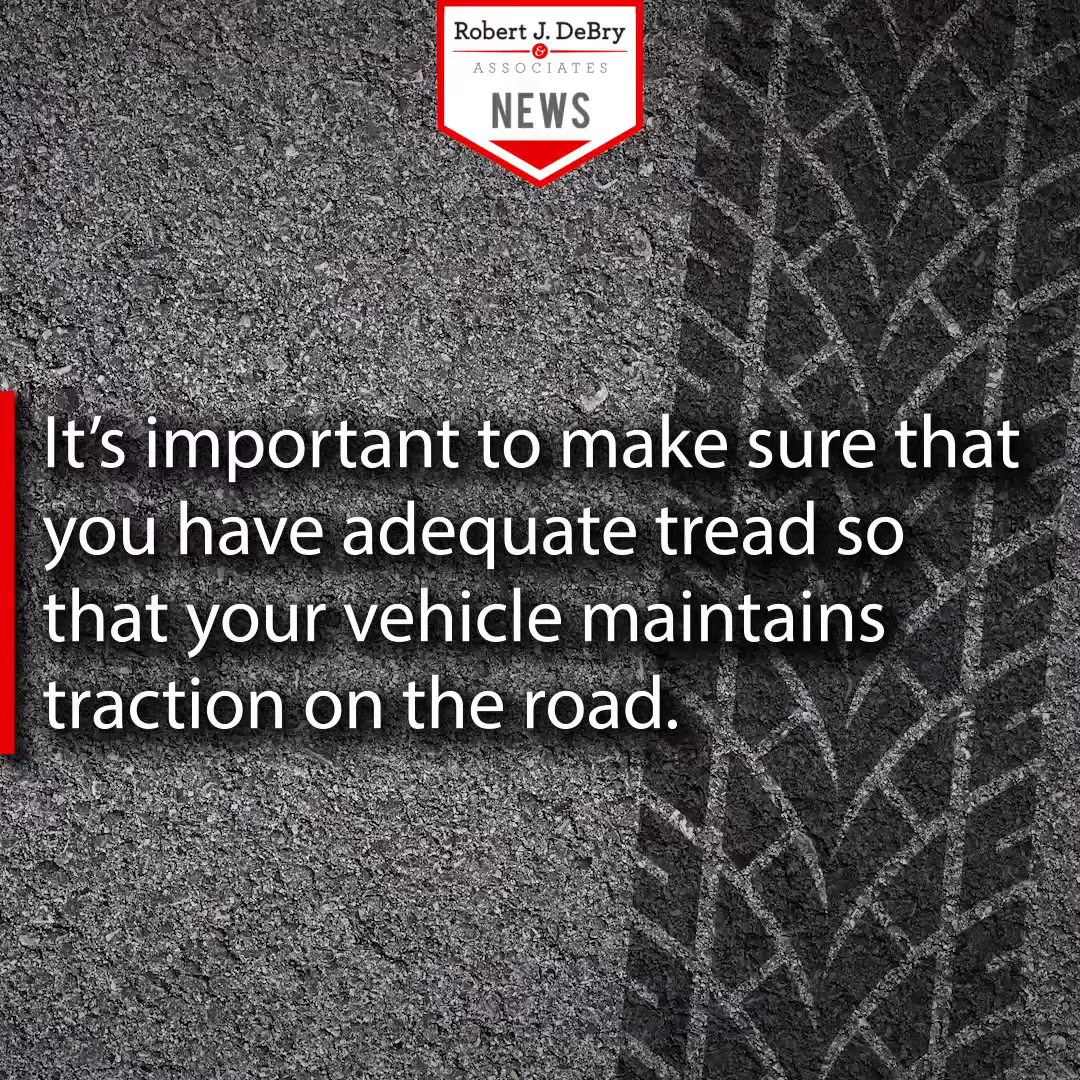 Robert J. DeBry
&
ASSOCIATES
NEWS
It’s important to make sure that
you have adequate tread so
that your vehicle maintains
traction on the road.